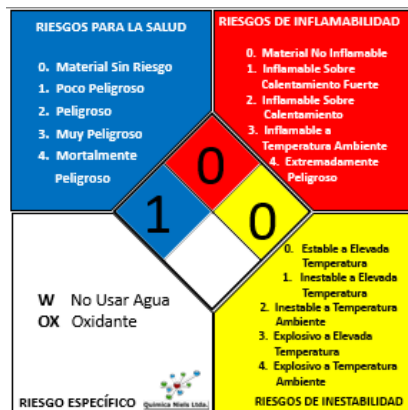 RIESGOS PARA LA SALUD
0. Material Sin Riesgo
1. Poco Peligroso
2. Peligroso
3. Muy Peligroso
4. Mortalmente
Peligroso
RIESGOS DE INFLAMABILIDAD
0. Material No Inflamable
1. Inflamable Sobre
Calentamiento Fuerte
2. Inflamable Sobre
Calentamiento
3. Inflamable a
Temperatura Ambiente
4. Extremadamente
Peligroso
0
1
0
W No Usar Agua
OX Oxidante
RIESGO ESPECÍFICO
Química Niels Ltda.
0. Estable a Elevada
Temperatura
1. Inestable a Elevada
Temperatura
2. Inestable a Temperatura
Ambiente
3. Explosivo a Elevada
Temperatura
4. Explosivo a Temperatura
Ambiente
RIESGOS DE INESTABILIDAD